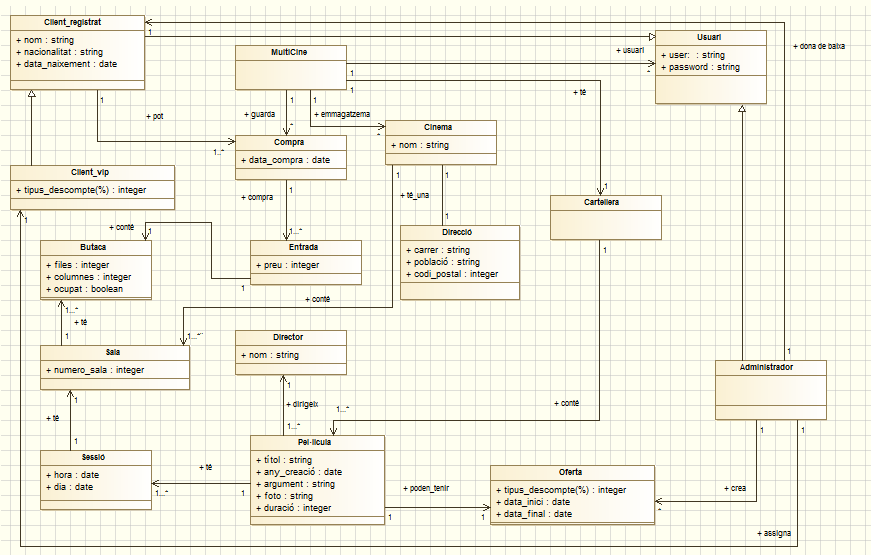 Client_registrat
+ nom : string
+ nacionalitat : string
+ data_naixement : date
1
1
1
MultiCine
1
1
1
1
+ usuari
*
Usuari
+ user: : string
+ password : string
+ dona de baixa
+ té
+ pot
1..*
+ guarda
*
+ emmagatzema
*
Compra
+ data_compra : date
1
Cinema
+ nom : string
1
1
Client_vip
+ tipus_descompte(%) : integer
1
+ compra
1..*
+ té_una
1
1
Cartellera
1
+ conté
1
Butaca
+ files : integer
+ columnes : integer
+ ocupat : boolean
1..*
+ té
1
Entrada
+ preu : integer
1
Direcció
+ carrer : string
+ població : string
+ codi_postal : integer
+ conté
1..*
Sala
+ numero_sala : integer
1
+ té
1
Director
+ nom : string
1
+ dirigeix
1..*
1..*
+ conté
1
Administrador
1
1
Sessió
+ hora : date
+ dia : date
1..*
+ té
1
Pel·lícula
+ títol : string
+ any_creació : date
+ argument : string
+ foto : string
+ duració : integer
1
+ poden_tenir
1
Oferta
+ tipus_descompte(%) : integer
+ data_inici : date
+ data_final : date
*
+ crea
+ assigna